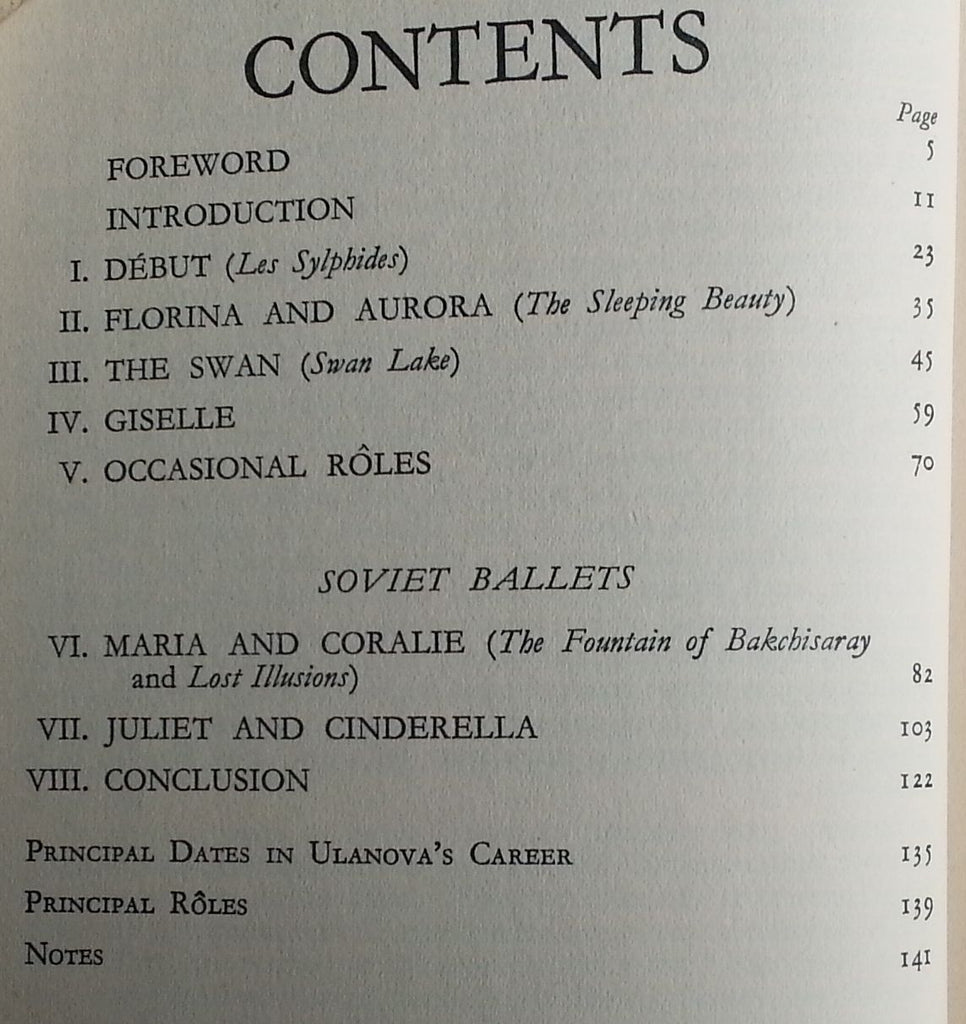 CONTENTS
Page
FOREWORD 5
INTRODUCTION 11
I. DÉBUT (Les Sylphides) 23
II. FLORINA AND AURORA (The Sleeping Beauty) 35
III. THE SWAN (Swan Lake) 45
IV. GISELLE 59
V. OCCASIONAL RÔLES 70
SOVIET BALLETS
VI. MARIA AND CORALIE (The Fountain of Bakchisaray
and Lost Illusions) 82
VII. JULIET AND CINDERELLA 103
VIII. CONCLUSION 122
PRINCIPAL DATES IN ULANOVA'S CAREER 135
PRINCIPAL RÔLES 139
NOTES 141